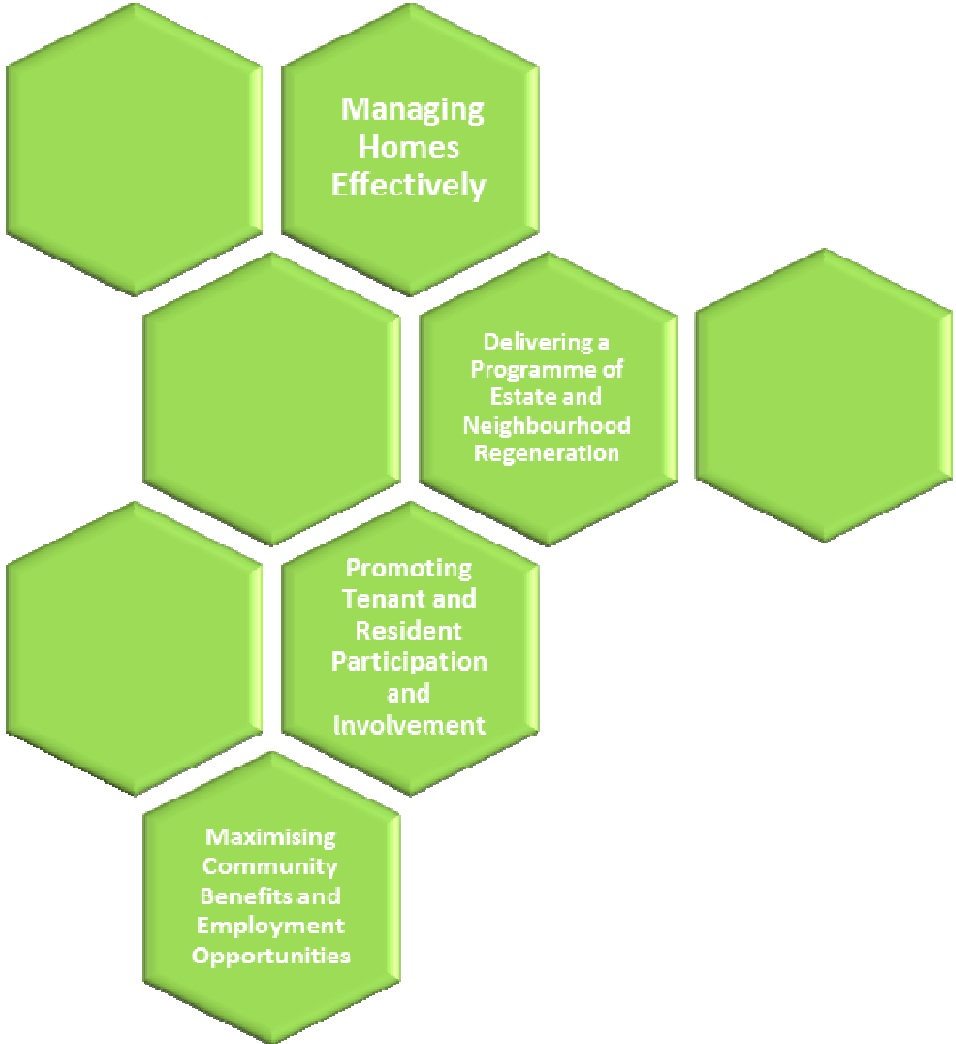 Managing
Homes
Effectively
Delivering a
Programme of
Estate and
Neighbourhood
Regeneration
Promoting
Tenant and
Resident
Participation
and
Involvement
Maximising
Community
Benefits and
Employment
Opportunities